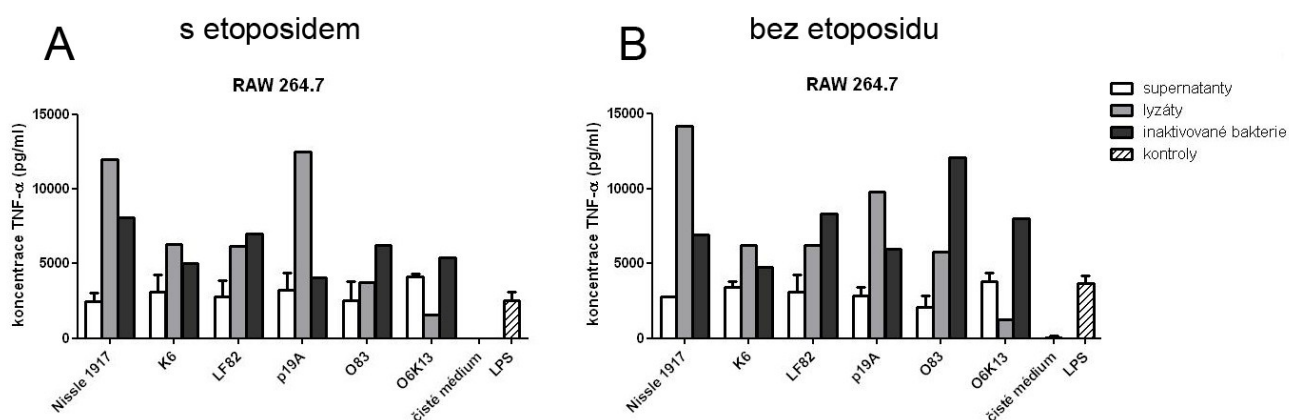 A
s etoposidem
RAW 264.7
koncentrace TNF-α (pg/ml)
15000
10000
5000
0
Nissle 1917
K6
LF82
p19A
O83
O6K13
čisté médium
LPS
B
bez etoposidu
RAW 264.7
koncentrace TNF-α (pg/ml)
15000
10000
5000
0
Nissle 1917
K6
LF82
p19A
O83
O6K13
čisté médium
LPS
supernatanty
lyzáty
inaktivované bakterie
kontroly